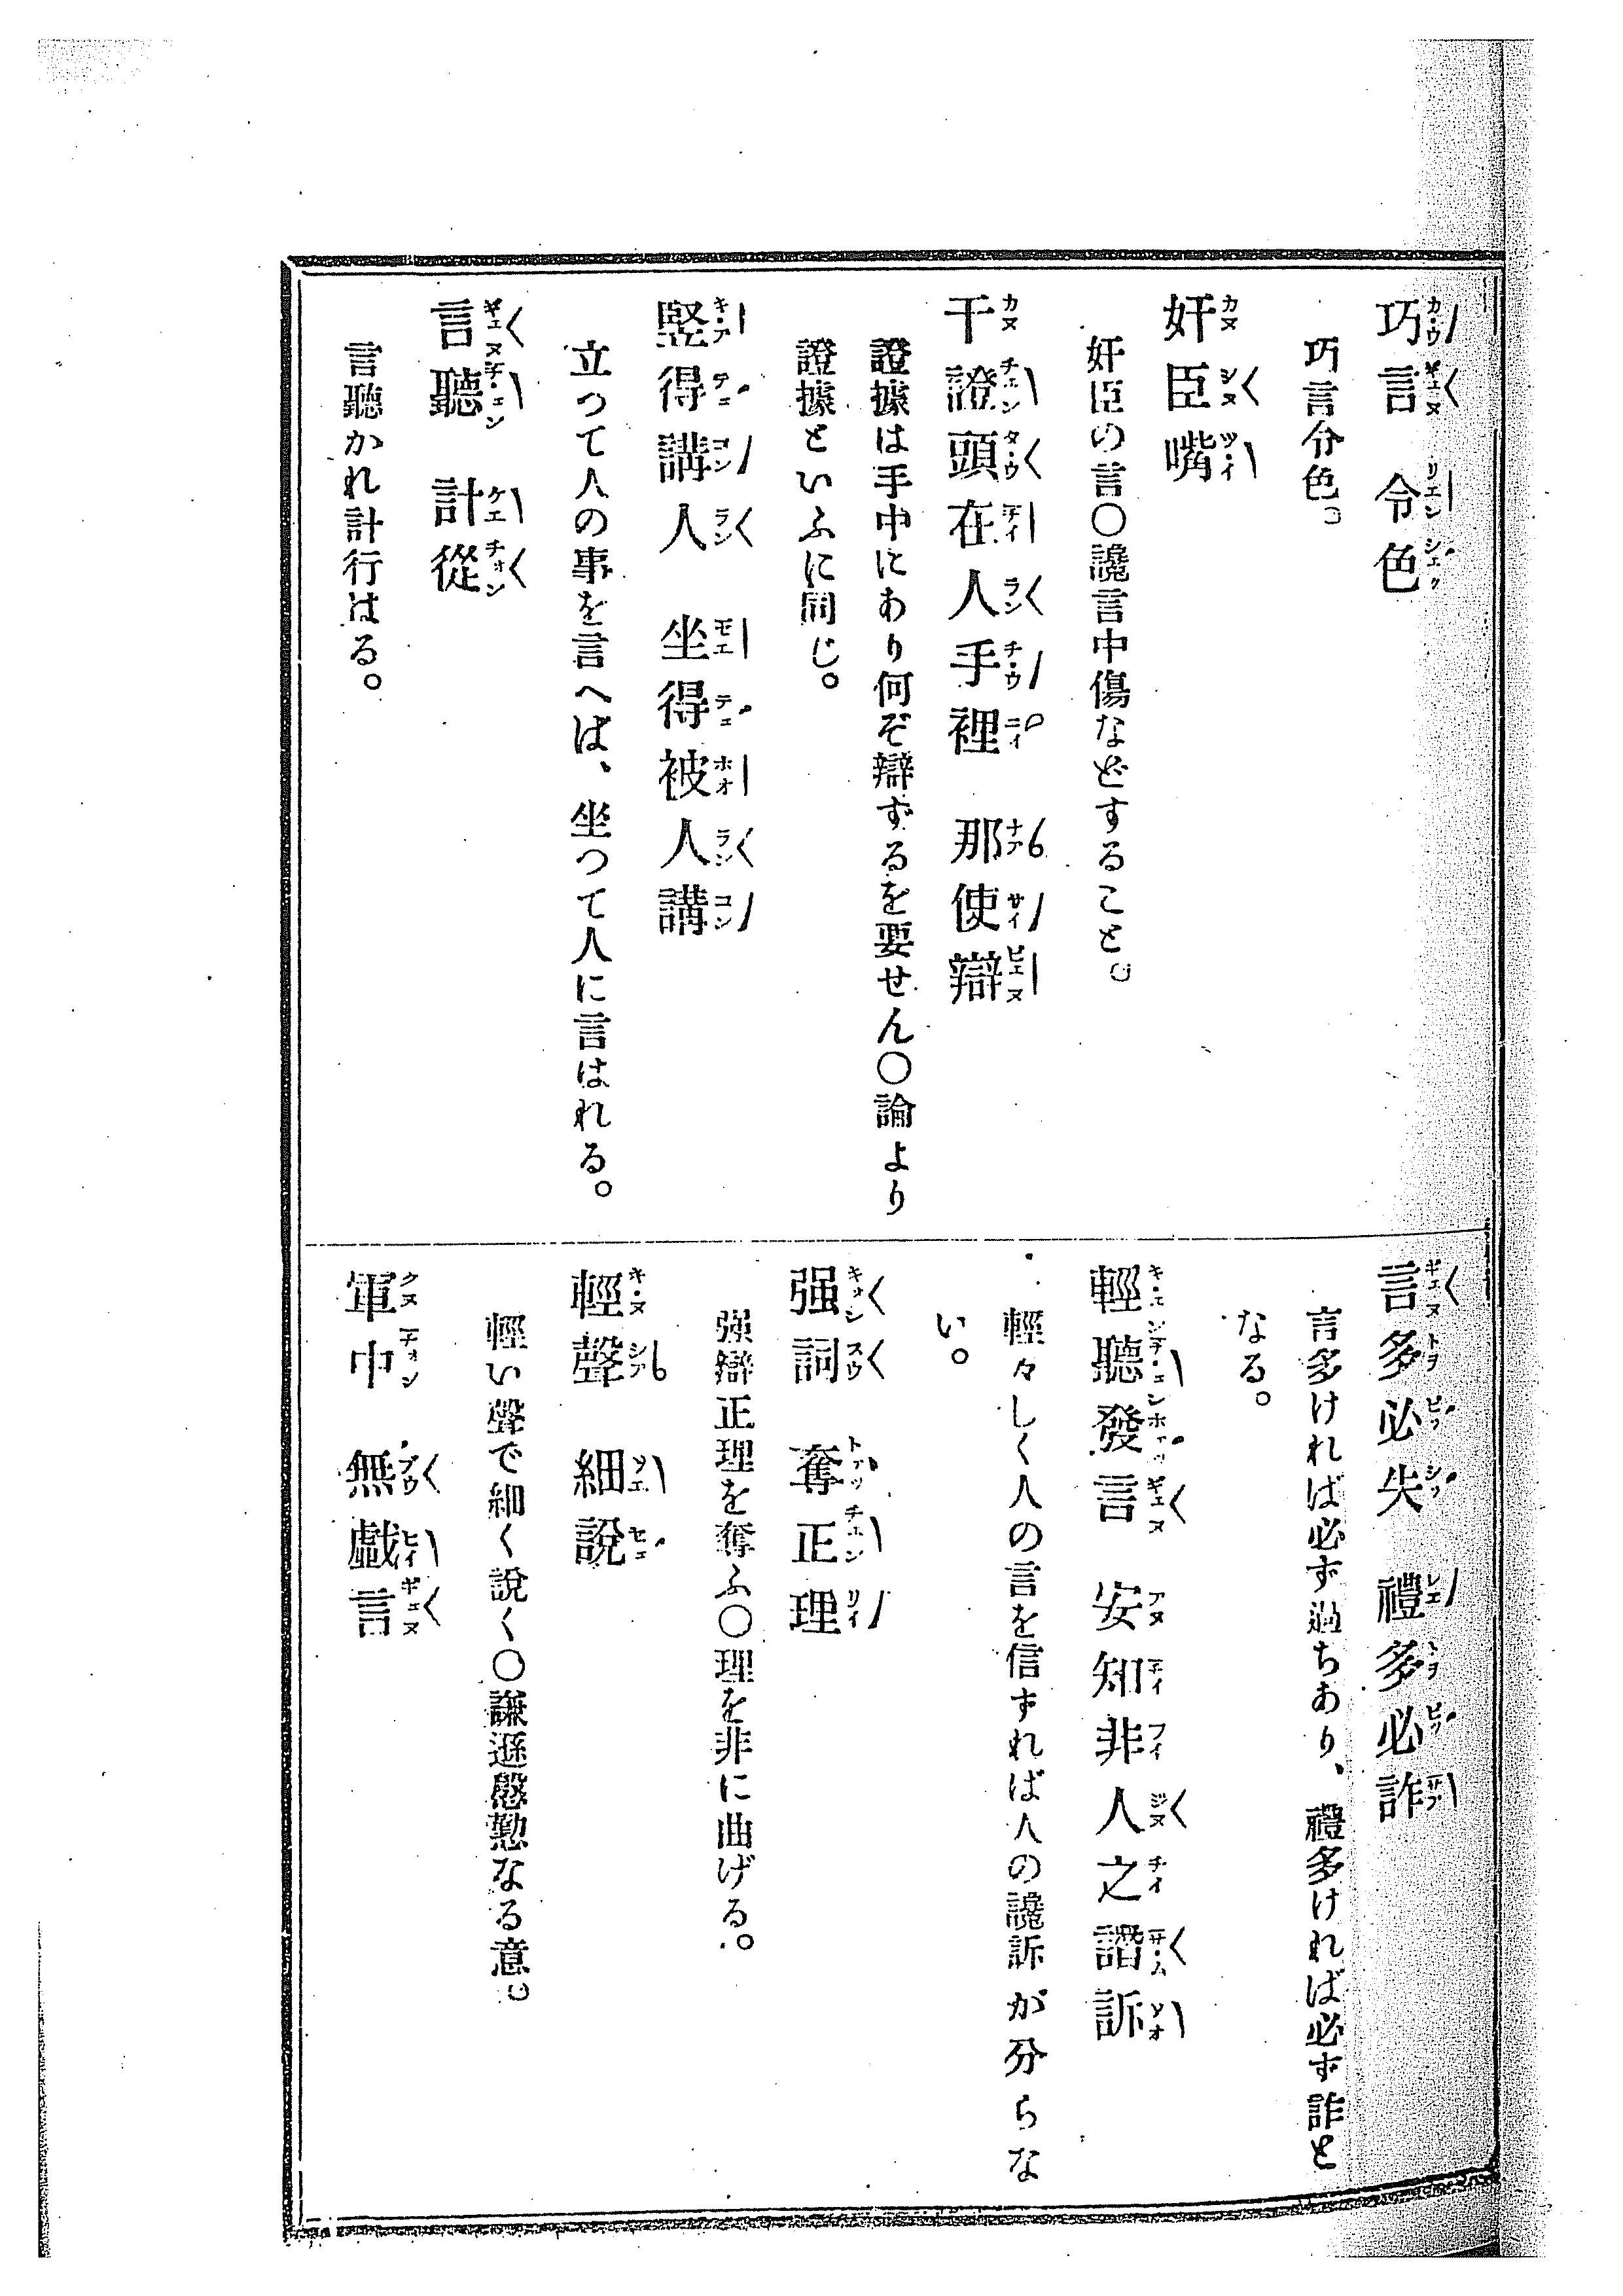 巧言　令色
巧言分色。
奸臣嘴
奸臣の言〇讒言中傷などすること。
干證頭在人手裡　那使辯
證據は手中にあり何ぞ辯ずるを要せん〇論より
證據といふに同じ。
竪得講人　坐得被人講
立つて人の事を言へば、坐つて人に言はれる。
言聽　計從
言聽かれ計行はる。
言多必失　禮多必詐
言多ければ必ず過ちあり、禮多ければ必ず詐と
なる。
輕聽發言　安知非人之譖訴
輕々しく人の言を信ずれば人の讒訴が分らな
い。
强詞　奪正理
强辯正理を奪ふ〇理を非に曲げる。
輕聲　細說
輕い聲で細く說く〇謙遜慇懃なる意。
軍中　無戯言